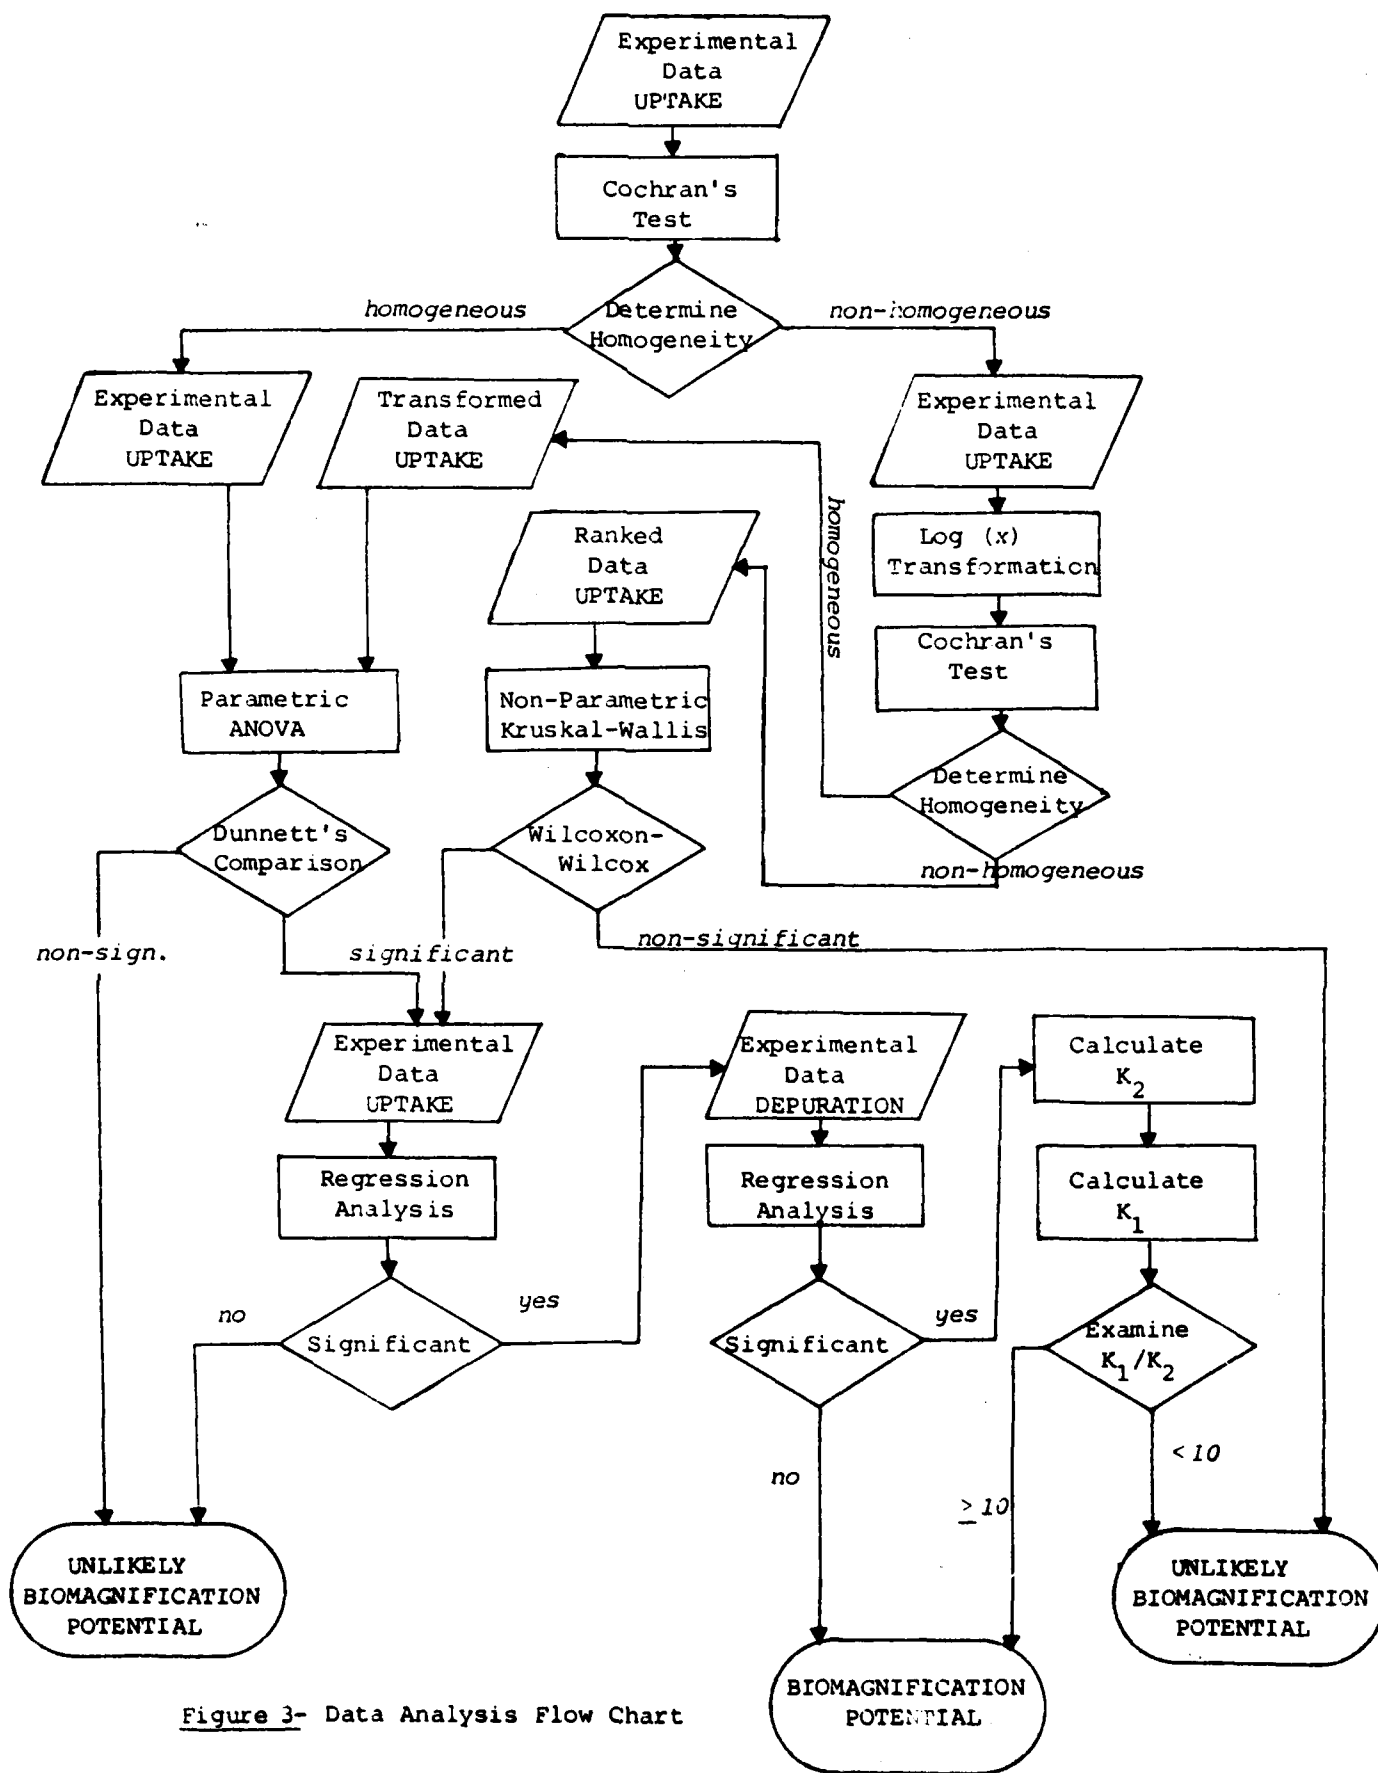 Experimental
Data
UPTAKE
Cochran's
Test
Determine
Homogeneity
homogeneous
non-homogeneous
Experimental
Data
UPTAKE
Transformed
Data
UPTAKE
Experimental
Data
UPTAKE
Ranked
Data
UPTAKE
homogeneous
Log (x)
Transformation
Cochran's
Test
Parametric
ANOVA
Non-Parametric
Kruskal-Wallis
Determine
Homogeneity
non-homogeneous
Dunnett's
Comparison
Wilcoxon-
Wilcox
non-sign.
significant
non-significant
Experimental
Data
UPTAKE
Experimental
Data
DEPURATION
Calculate
K2
Regression
Analysis
Regression
Analysis
Calculate
K1
no
Significant
yes
Significant
yes
Examine
K1/K2
no
≥10
<10
UNLIKELY
BIOMAGNIFICATION
POTENTIAL
BIOMAGNIFICATION
POTENTIAL
UNLIKELY
BIOMAGNIFICATION
POTENTIAL
Figure 3- Data Analysis Flow Chart